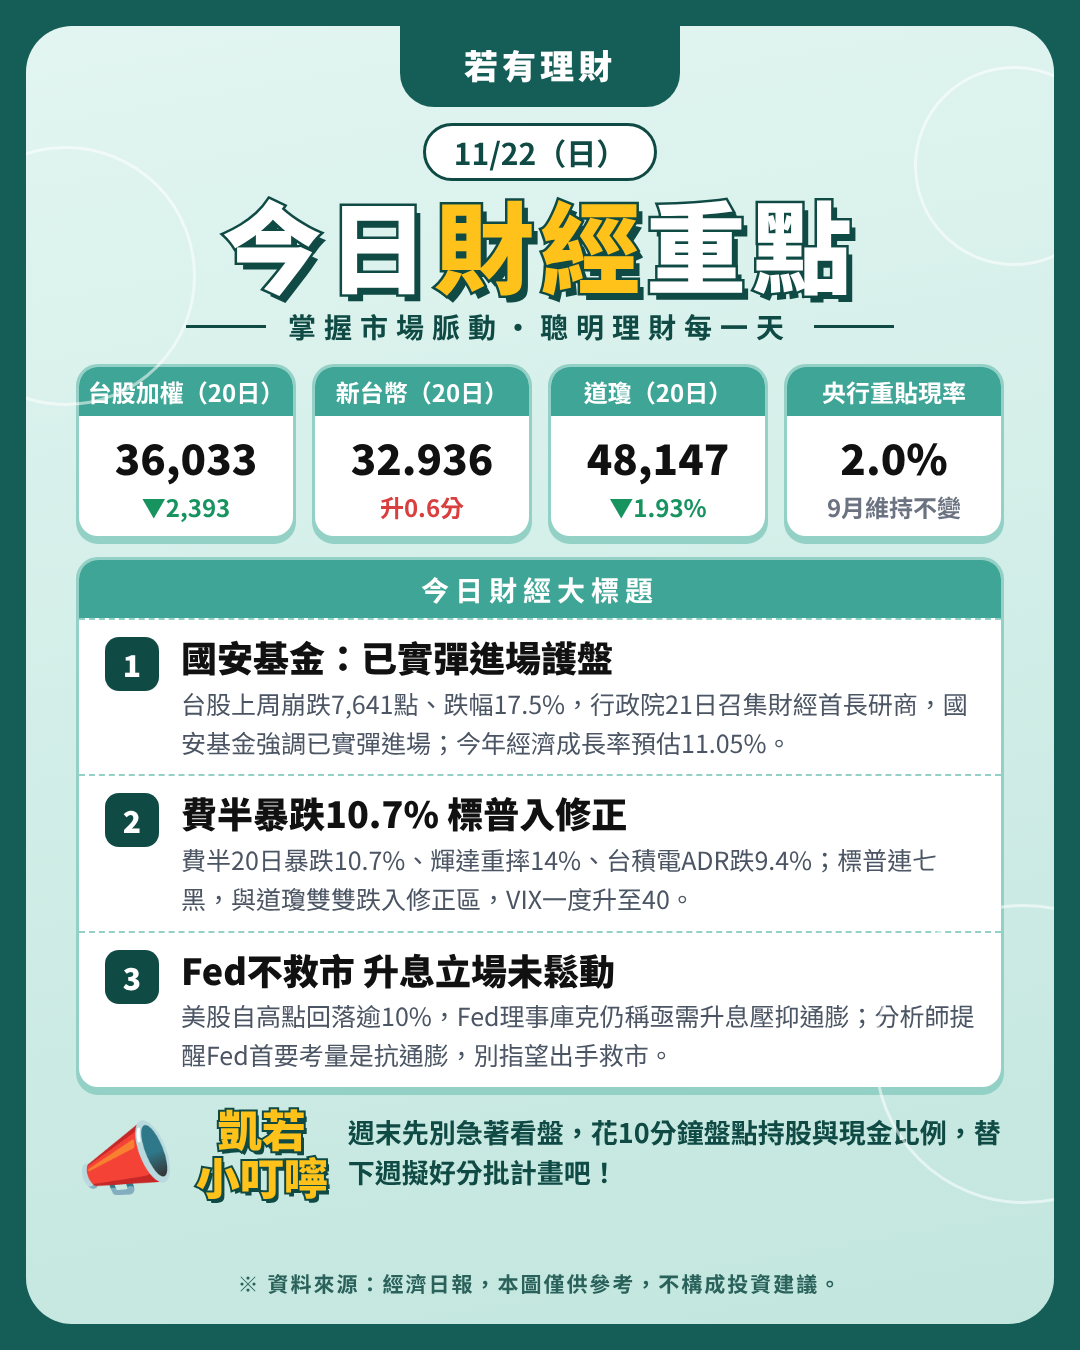 若有理財
11/22（日）
今日財經重點
掌握市場脈動・聰明理財每一天
台股加權（20日）
36,033
▼2,393
新台幣（20日）
32.936
升0.6分
道瓊（20日）
48,147
▼1.93%
央行重貼現率
2.0%
9月維持不變
今日財經大標題
1
國安基金：已實彈進場護盤
台股上周崩跌7,641點、跌幅17.5%，行政院21日召集財經首長研商，國
安基金強調已實彈進場；今年經濟成長率預估11.05%。
2
費半暴跌10.7% 標普入修正
費半20日暴跌10.7%、輝達重摔14%、台積電ADR跌9.4%；標普連七
黑，與道瓊雙雙跌入修正區，VIX一度升至40。
3
Fed不救市 升息立場未鬆動
美股自高點回落逾10%，Fed理事庫克仍稱亟需升息壓抑通膨；分析師提
醒Fed首要考量是抗通膨，別指望出手救市。
凱若
小叮嚀
週末先別急著看盤，花10分鐘盤點持股與現金比例，替
下週擬好分批計畫吧！
※ 資料來源：經濟日報，本圖僅供參考，不構成投資建議。